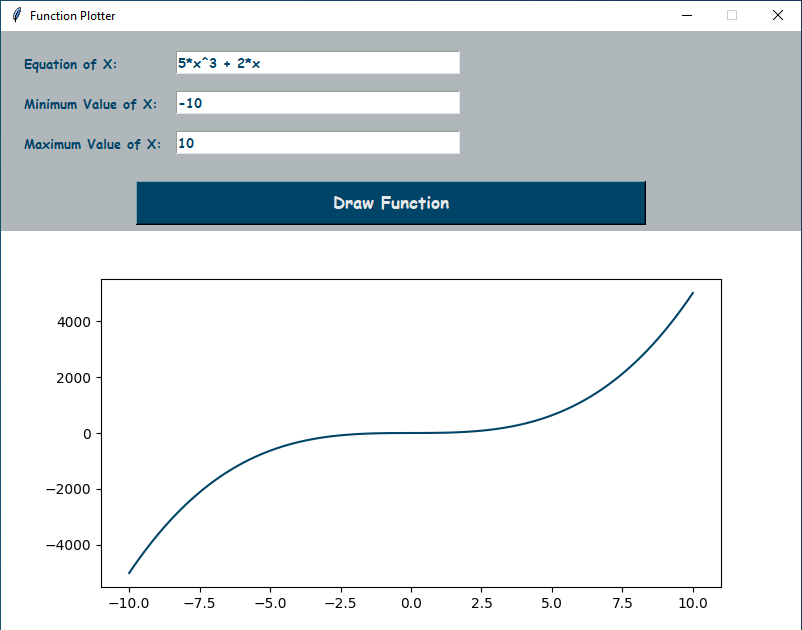 Function Plotter
Equation of X: 5*x^3 + 2*x
Minimum Value of X: -10
Maximum Value of X: 10
Draw Function
4000
2000
0
−2000
−4000
−10.0 −7.5 −5.0 −2.5 0.0 2.5 5.0 7.5 10.0